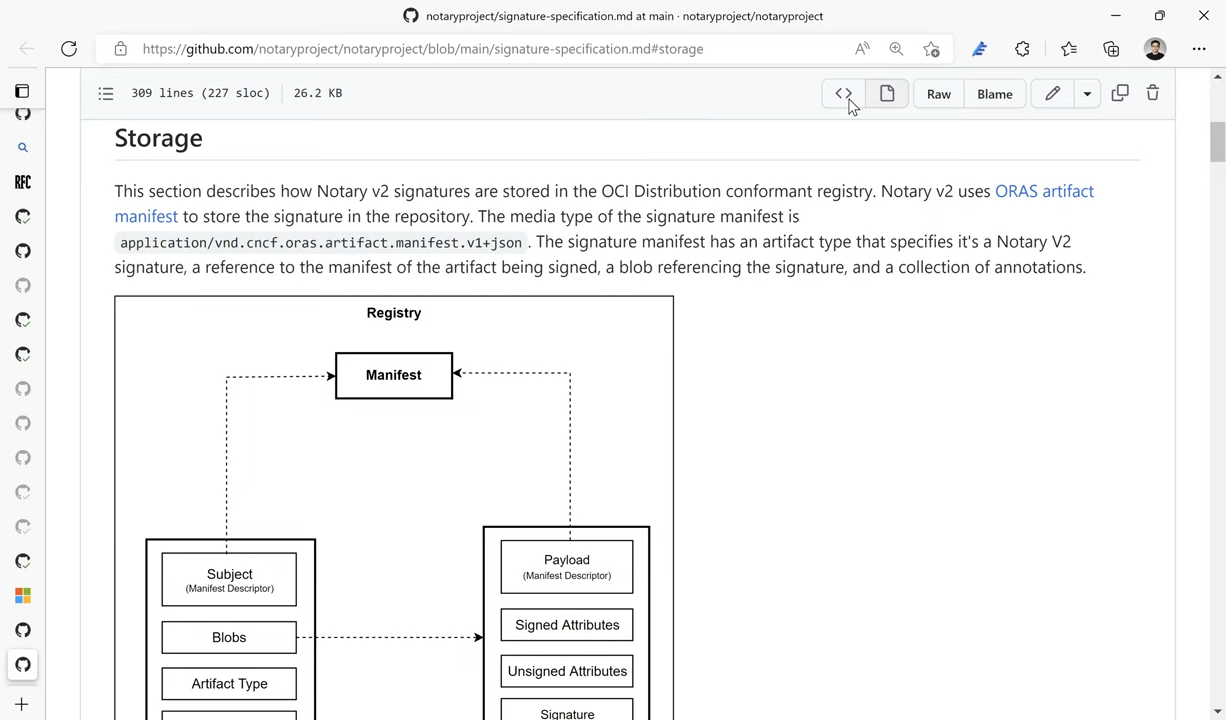 notaryproject/signature-specification.md at main · notaryproject/notaryproject
https://github.com/notaryproject/notaryproject/blob/main/signature-specification.md#storage
309 lines (227 sloc)
26.2 KB
Raw
Blame
RFC
Storage
This section describes how Notary v2 signatures are stored in the OCI Distribution conformant registry. Notary v2 uses ORAS artifact
manifest to store the signature in the repository. The media type of the signature manifest is
application/vnd.cncf.oras.artifact.manifest.v1+json . The signature manifest has an artifact type that specifies it's a Notary V2
signature, a reference to the manifest of the artifact being signed, a blob referencing the signature, and a collection of annotations.
Registry
Manifest
Subject
(Manifest Descriptor)
Blobs
Artifact Type
Payload
(Manifest Descriptor)
Signed Attributes
Unsigned Attributes
Signature